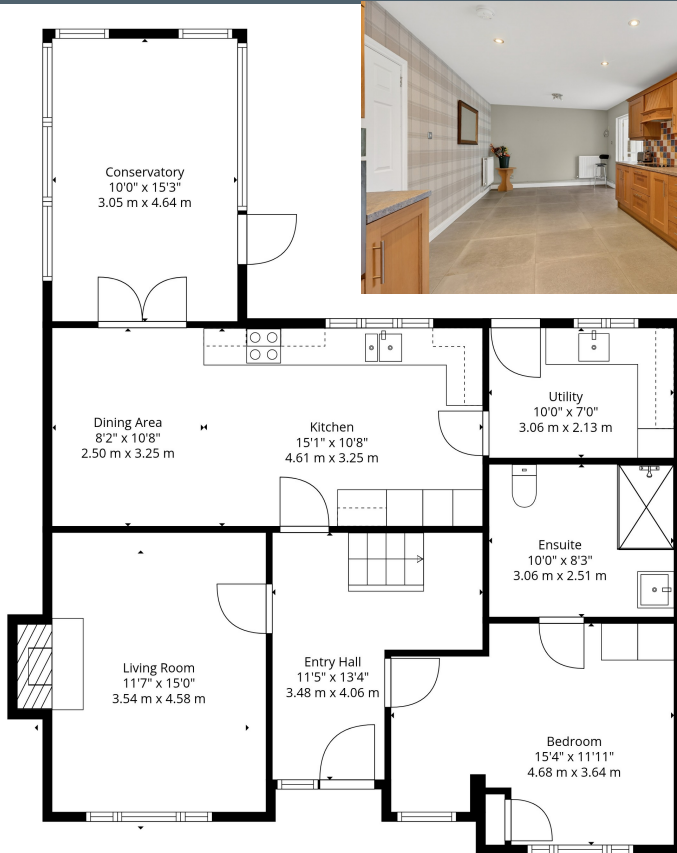 Conservatory
10'0" x 15'3"
3.05 m x 4.64 m
Dining Area
8'2" x 10'8"
2.50 m x 3.25 m
Kitchen
15'1" x 10'8"
4.61 m x 3.25 m
Utility
10'0" x 7'0"
3.06 m x 2.13 m
Ensuite
10'0" x 8'3"
3.06 m x 2.51 m
Living Room
11'7" x 15'0"
3.54 m x 4.58 m
Entry Hall
11'5" x 13'4"
3.48 m x 4.06 m
Bedroom
15'4" x 11'11"
4.68 m x 3.64 m